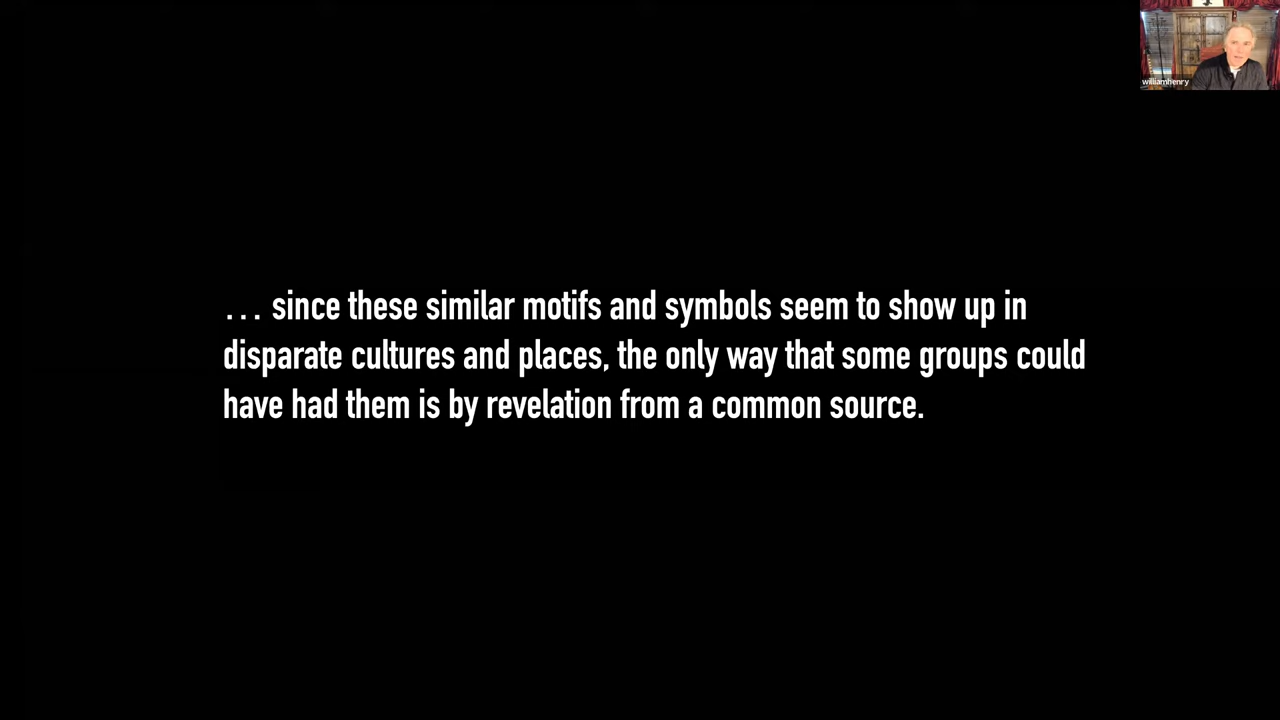 williamhenry
… since these similar motifs and symbols seem to show up in
disparate cultures and places, the only way that some groups could
have had them is by revelation from a common source.